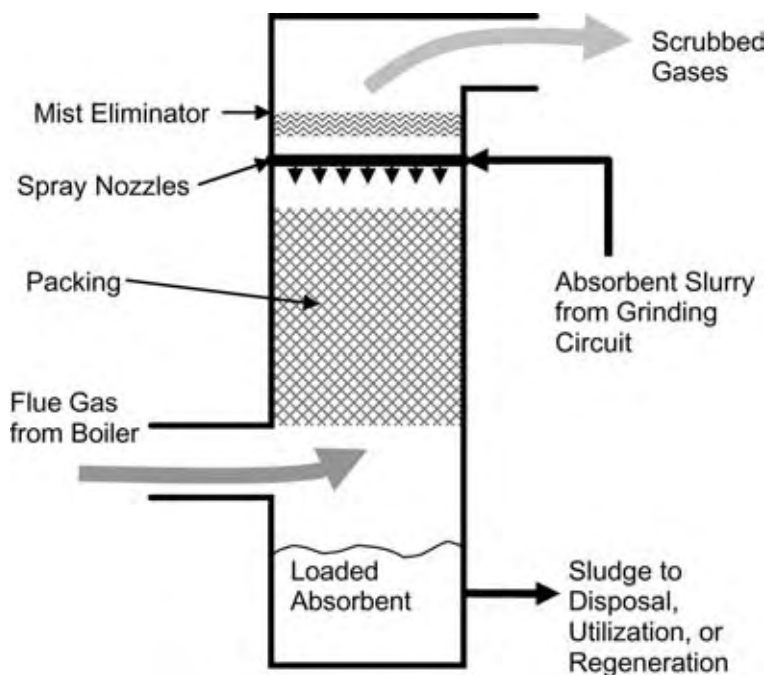 Scrubbed
Gases
Mist Eliminator
Spray Nozzles
Packing
Absorbent Slurry
from Grinding
Circuit
Flue Gas
from Boiler
Loaded
Absorbent
Sludge to
Disposal,
Utilization, or
Regeneration